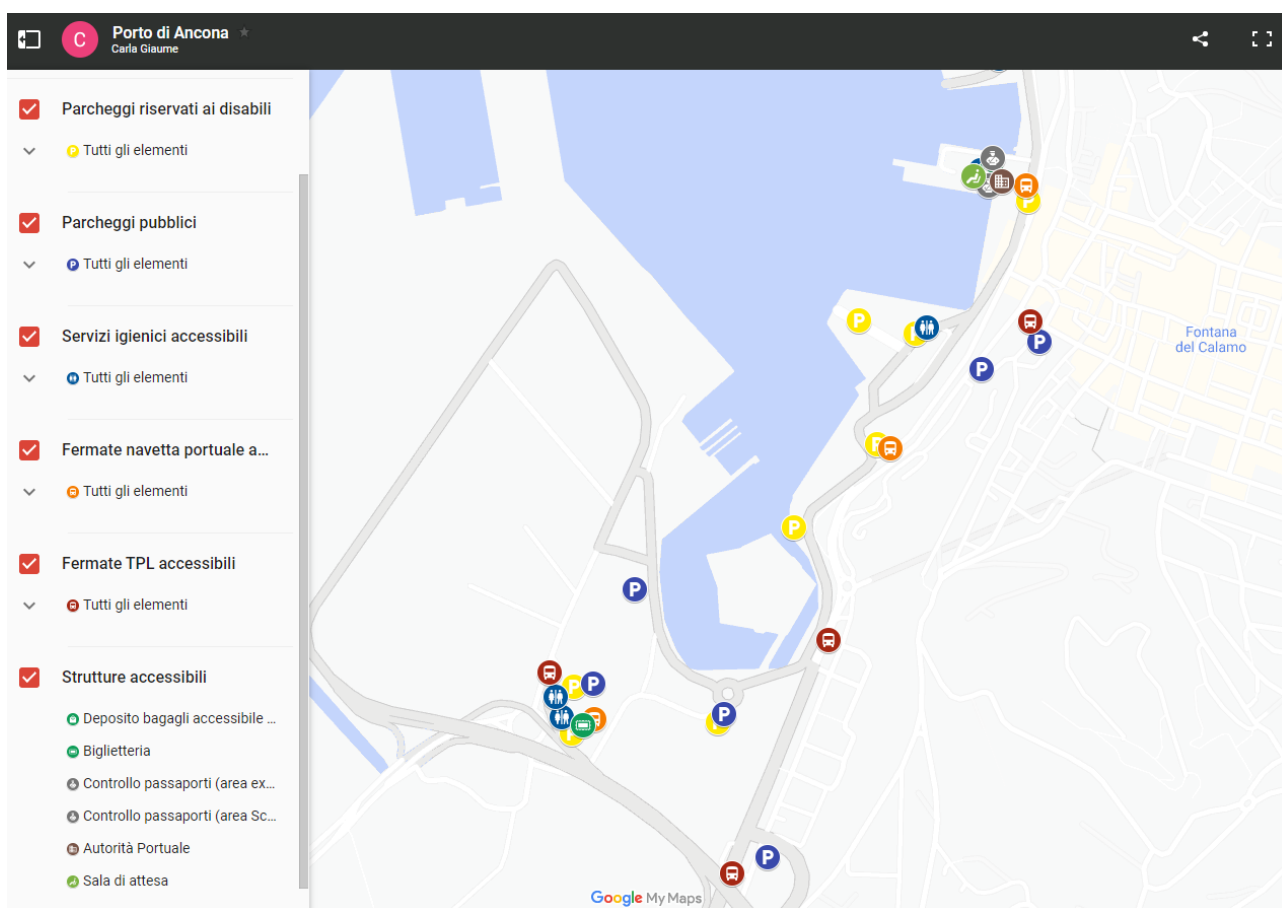 C
Porto di Ancona
Carla Giaume
Parcheggi riservati ai disabili
Tutti gli elementi
Parcheggi pubblici
Tutti gli elementi
Servizi igienici accessibili
Tutti gli elementi
Fermate navetta portuale a...
Tutti gli elementi
Fermate TPL accessibili
Tutti gli elementi
Strutture accessibili
Deposito bagagli accessibile ...
Biglietteria
Controllo passaporti (area ex...
Controllo passaporti (area Sc...
Autorità Portuale
Sala di attesa
Fontana
del Calamo
Google My Maps